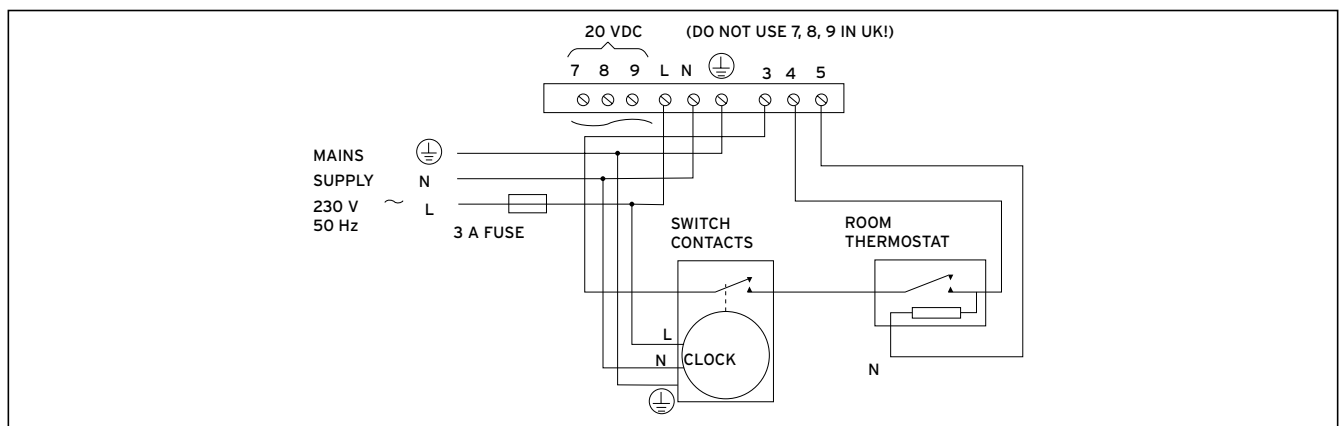 20 VDC (DO NOT USE 7, 8, 9 IN UK!)
7 8 9 L N 3 4 5
MAINS
SUPPLY N
230 V ~ L
50 Hz
3 A FUSE
SWITCH
CONTACTS
ROOM
THERMOSTAT
L
N CLOCK
N